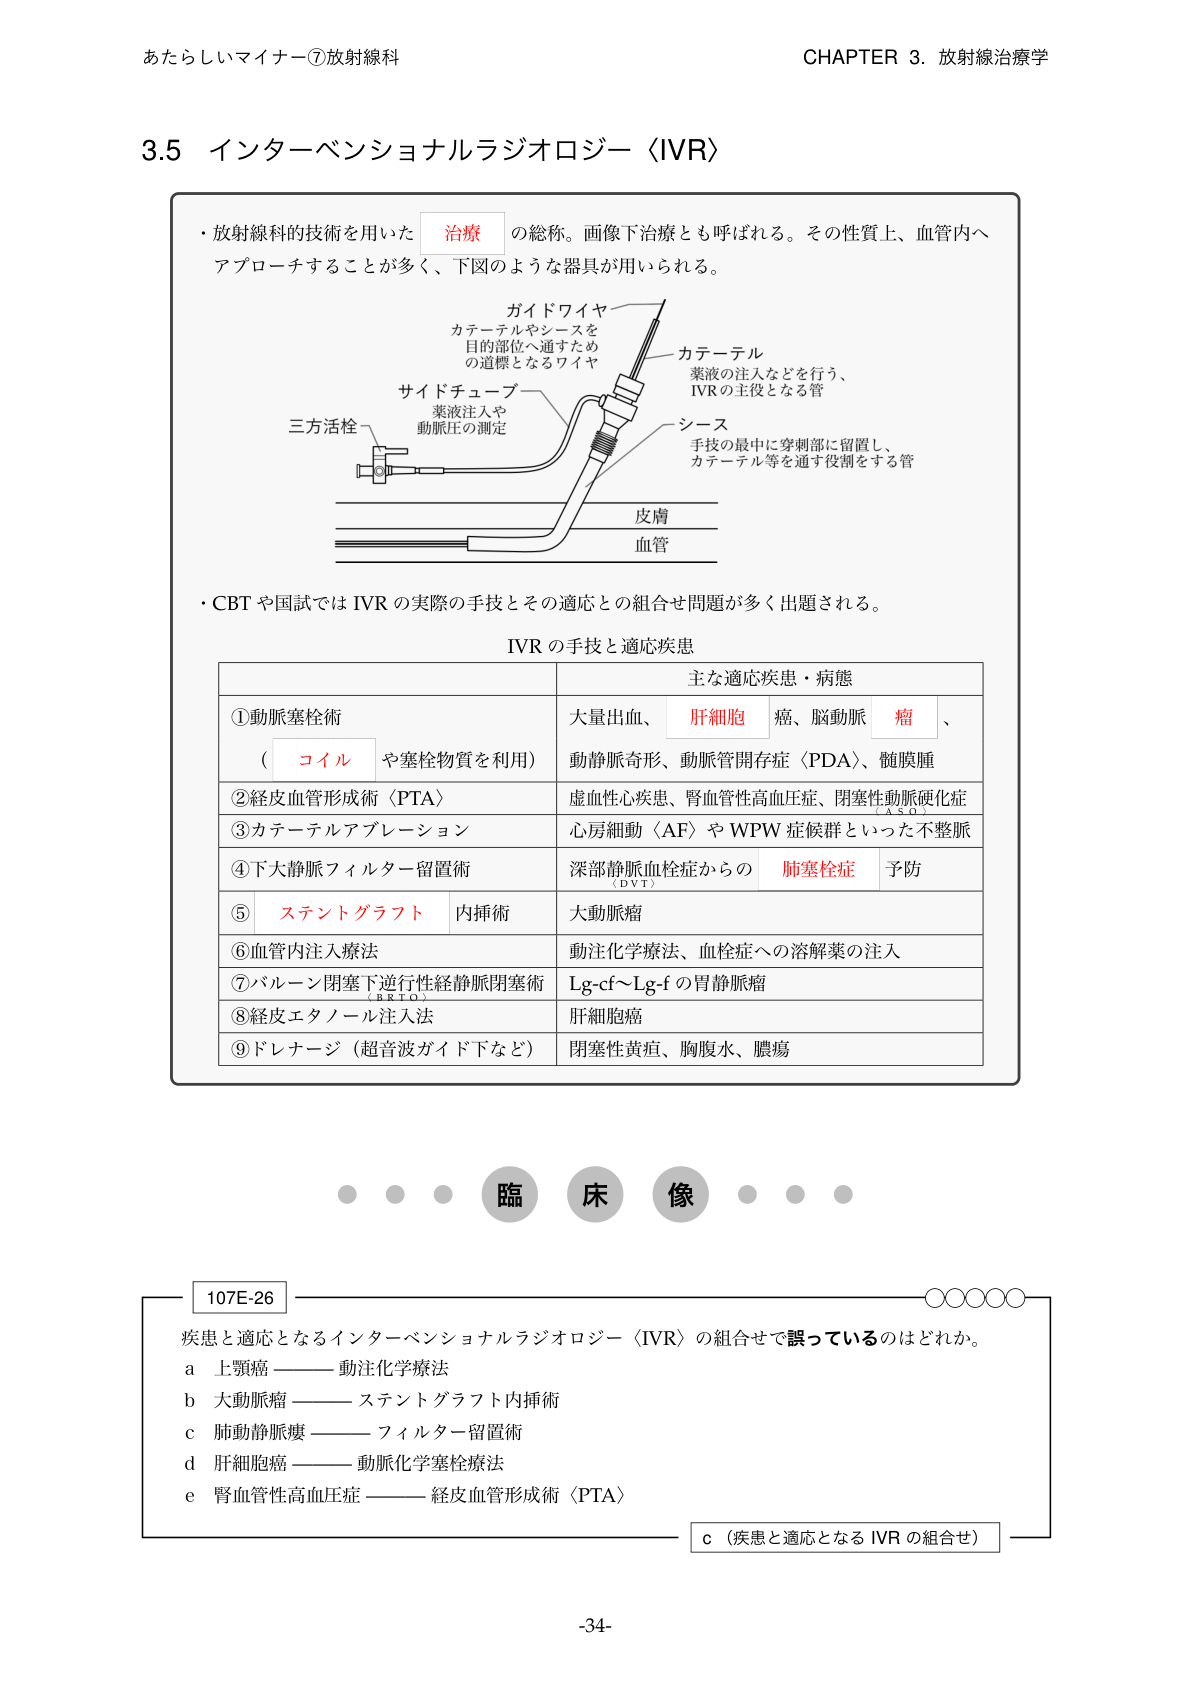 あたらしいマイナー⑦放射線科
CHAPTER 3. 放射線治療学
3.5 インターベンショナルラジオロジー〈IVR〉
・放射線科的技術を用いた 治療 の総称。画像下治療とも呼ばれる。その性質上、血管内へ
アプローチすることが多く、下図のような器具が用いられる。
ガイドワイヤ
カテーテルやシースを
目的部位へ通すため
の道標となるワイヤ
カテーテル
薬液の注入などを行う、
IVRの主役となる管
サイドチューブ
薬液注入や
動脈圧の測定
三方活栓
シース
手技の最中に穿刺部に留置し、
カテーテル等を通す役割をする管
皮膚
血管
・CBT や国試では IVR の実際の手技とその適応との組合せ問題が多く出題される。
IVR の手技と適応疾患
主な適応疾患・病態
①動脈塞栓術
（ コイル や塞栓物質を利用）
大量出血、 肝細胞 癌、脳動脈 瘤 、
動静脈奇形、動脈管開存症〈PDA〉、髄膜腫
②経皮血管形成術〈PTA〉
虚血性心疾患、腎血管性高血圧症、閉塞性動脈硬化症
〈ASO〉
③カテーテルアブレーション
心房細動〈AF〉や WPW 症候群といった不整脈
④下大静脈フィルター留置術
深部静脈血栓症からの 肺塞栓症 予防
〈DVT〉
⑤ ステントグラフト 内挿術
大動脈瘤
⑥血管内注入療法
動注化学療法、血栓症への溶解薬の注入
⑦バルーン閉塞下逆行性経静脈閉塞術
〈BRTO〉
Lg-cf〜Lg-f の胃静脈瘤
⑧経皮エタノール注入法
肝細胞癌
⑨ドレナージ（超音波ガイド下など）
閉塞性黄疸、胸腹水、膿瘍
臨床像
107E-26
疾患と適応となるインターベンショナルラジオロジー〈IVR〉の組合せで誤っているのはどれか。
a 上顎癌 ——— 動注化学療法
b 大動脈瘤 ——— ステントグラフト内挿術
c 肺動静脈瘻 ——— フィルター留置術
d 肝細胞癌 ——— 動脈化学塞栓療法
e 腎血管性高血圧症 ——— 経皮血管形成術〈PTA〉
c （疾患と適応となる IVR の組合せ）
-34-